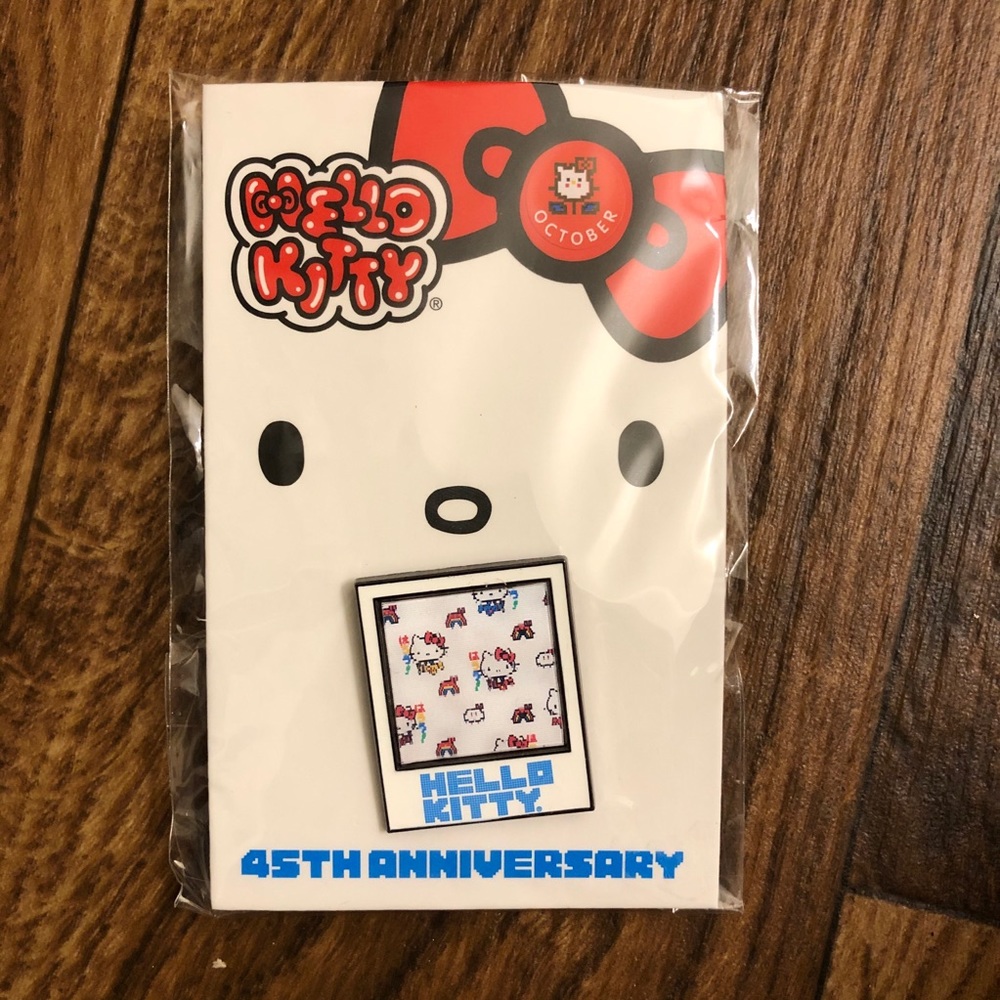 HELLO
KITTY®
OCTOBER
HELLO
KITTY
45TH ANNIVERSARY